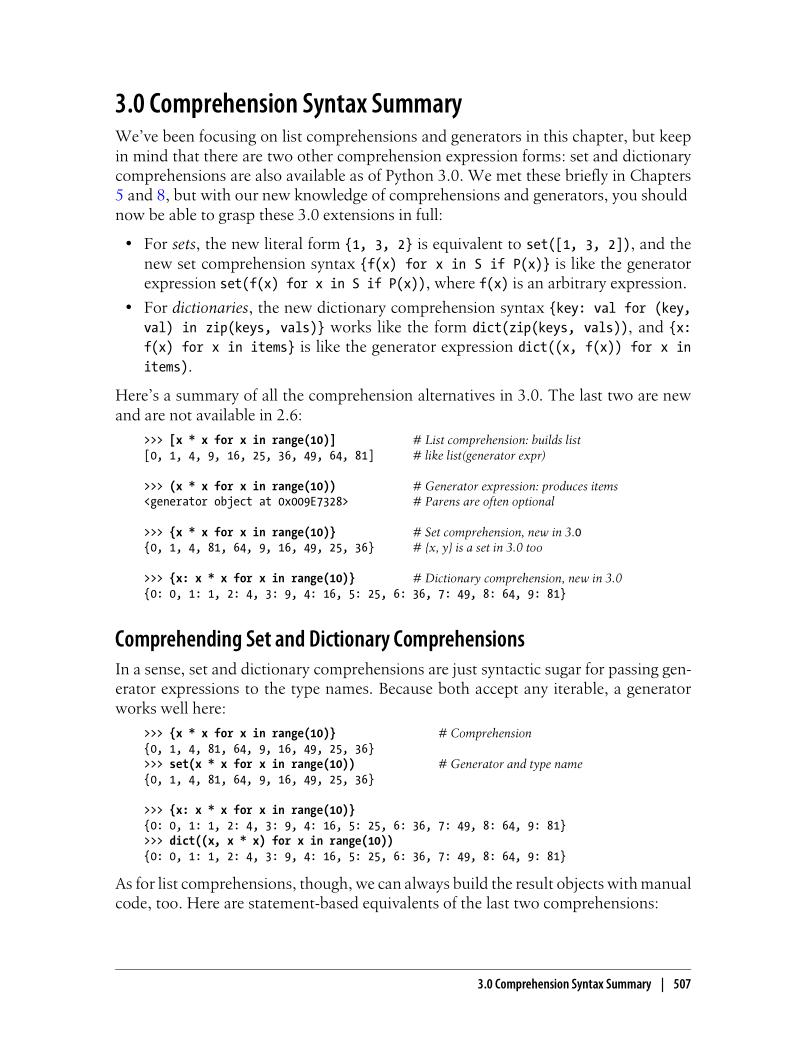 3.0 Comprehension Syntax Summary
We’ve been focusing on list comprehensions and generators in this chapter, but keep
in mind that there are two other comprehension expression forms: set and dictionary
comprehensions are also available as of Python 3.0. We met these briefly in Chapters
5 and 8, but with our new knowledge of comprehensions and generators, you should
now be able to grasp these 3.0 extensions in full:
• For sets, the new literal form {1, 3, 2} is equivalent to set([1, 3, 2]), and the
new set comprehension syntax {f(x) for x in S if P(x)} is like the generator
expression set(f(x) for x in S if P(x)), where f(x) is an arbitrary expression.
• For dictionaries, the new dictionary comprehension syntax {key: val for (key,
val) in zip(keys, vals)} works like the form dict(zip(keys, vals)), and {x:
f(x) for x in items} is like the generator expression dict((x, f(x)) for x in
items).
Here’s a summary of all the comprehension alternatives in 3.0. The last two are new
and are not available in 2.6:
>>> [x * x for x in range(10)] # List comprehension: builds list
[0, 1, 4, 9, 16, 25, 36, 49, 64, 81] # like list(generator expr)
>>> (x * x for x in range(10)) # Generator expression: produces items
<generator object at 0x009E7328> # Parens are often optional
>>> {x * x for x in range(10)} # Set comprehension, new in 3.0
{0, 1, 4, 81, 64, 9, 16, 49, 25, 36} # {x, y} is a set in 3.0 too
>>> {x: x * x for x in range(10)} # Dictionary comprehension, new in 3.0
{0: 0, 1: 1, 2: 4, 3: 9, 4: 16, 5: 25, 6: 36, 7: 49, 8: 64, 9: 81}
Comprehending Set and Dictionary Comprehensions
In a sense, set and dictionary comprehensions are just syntactic sugar for passing gen-
erator expressions to the type names. Because both accept any iterable, a generator
works well here:
>>> {x * x for x in range(10)} # Comprehension
{0, 1, 4, 81, 64, 9, 16, 49, 25, 36}
>>> set(x * x for x in range(10)) # Generator and type name
{0, 1, 4, 81, 64, 9, 16, 49, 25, 36}
>>> {x: x * x for x in range(10)}
{0: 0, 1: 1, 2: 4, 3: 9, 4: 16, 5: 25, 6: 36, 7: 49, 8: 64, 9: 81}
>>> dict((x, x * x) for x in range(10))
{0: 0, 1: 1, 2: 4, 3: 9, 4: 16, 5: 25, 6: 36, 7: 49, 8: 64, 9: 81}
As for list comprehensions, though, we can always build the result objects with manual
code, too. Here are statement-based equivalents of the last two comprehensions:
3.0 Comprehension Syntax Summary | 507